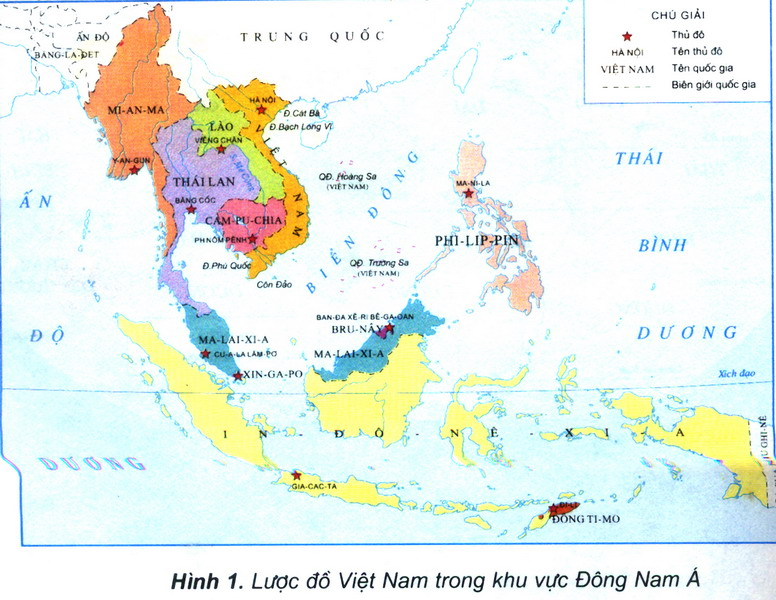 CHÚ GIẢI
Thủ đô
HÀ NỘI Tên thủ đô
VIỆT NAM Tên quốc gia
Biên giới quốc gia
TRUNG QUỐC
ẤN ĐỘ
BĂNG-LA-ĐET
MI-AN-MA
HÀ NỘI
Đ.Cát Bà
Đ.Bạch Long Vĩ
LÀO
VIÊNG CHĂN
VIỆT NAM
Y-AN-GUN
THÁI LAN
BĂNG CỐC
CĂM-PU-CHIA
PHNÔM PÊNH
Đ.Phú Quốc
Côn Đảo
QĐ. Hoàng Sa
(VIỆT NAM)
BIỂN ĐÔNG
QĐ. Trường Sa
(VIỆT NAM)
MA-NI-LA
PHI-LIP-PIN
THÁI
BÌNH
DƯƠNG
ẤN
ĐỘ
DƯƠNG
BAN-ĐA XÊ-RI BÊ-GA-OAN
BRU-NÂY
MA-LAI-XI-A
CU-A-LA LĂM-PƠ
MA-LAI-XI-A
XIN-GA-PO
Xích đạo
IN-ĐÔ-NÊ-XI-A
GIA-CAC-TA
ĐI-LI
ĐÔNG TI-MO
Hình 1. Lược đồ Việt Nam trong khu vực Đông Nam Á